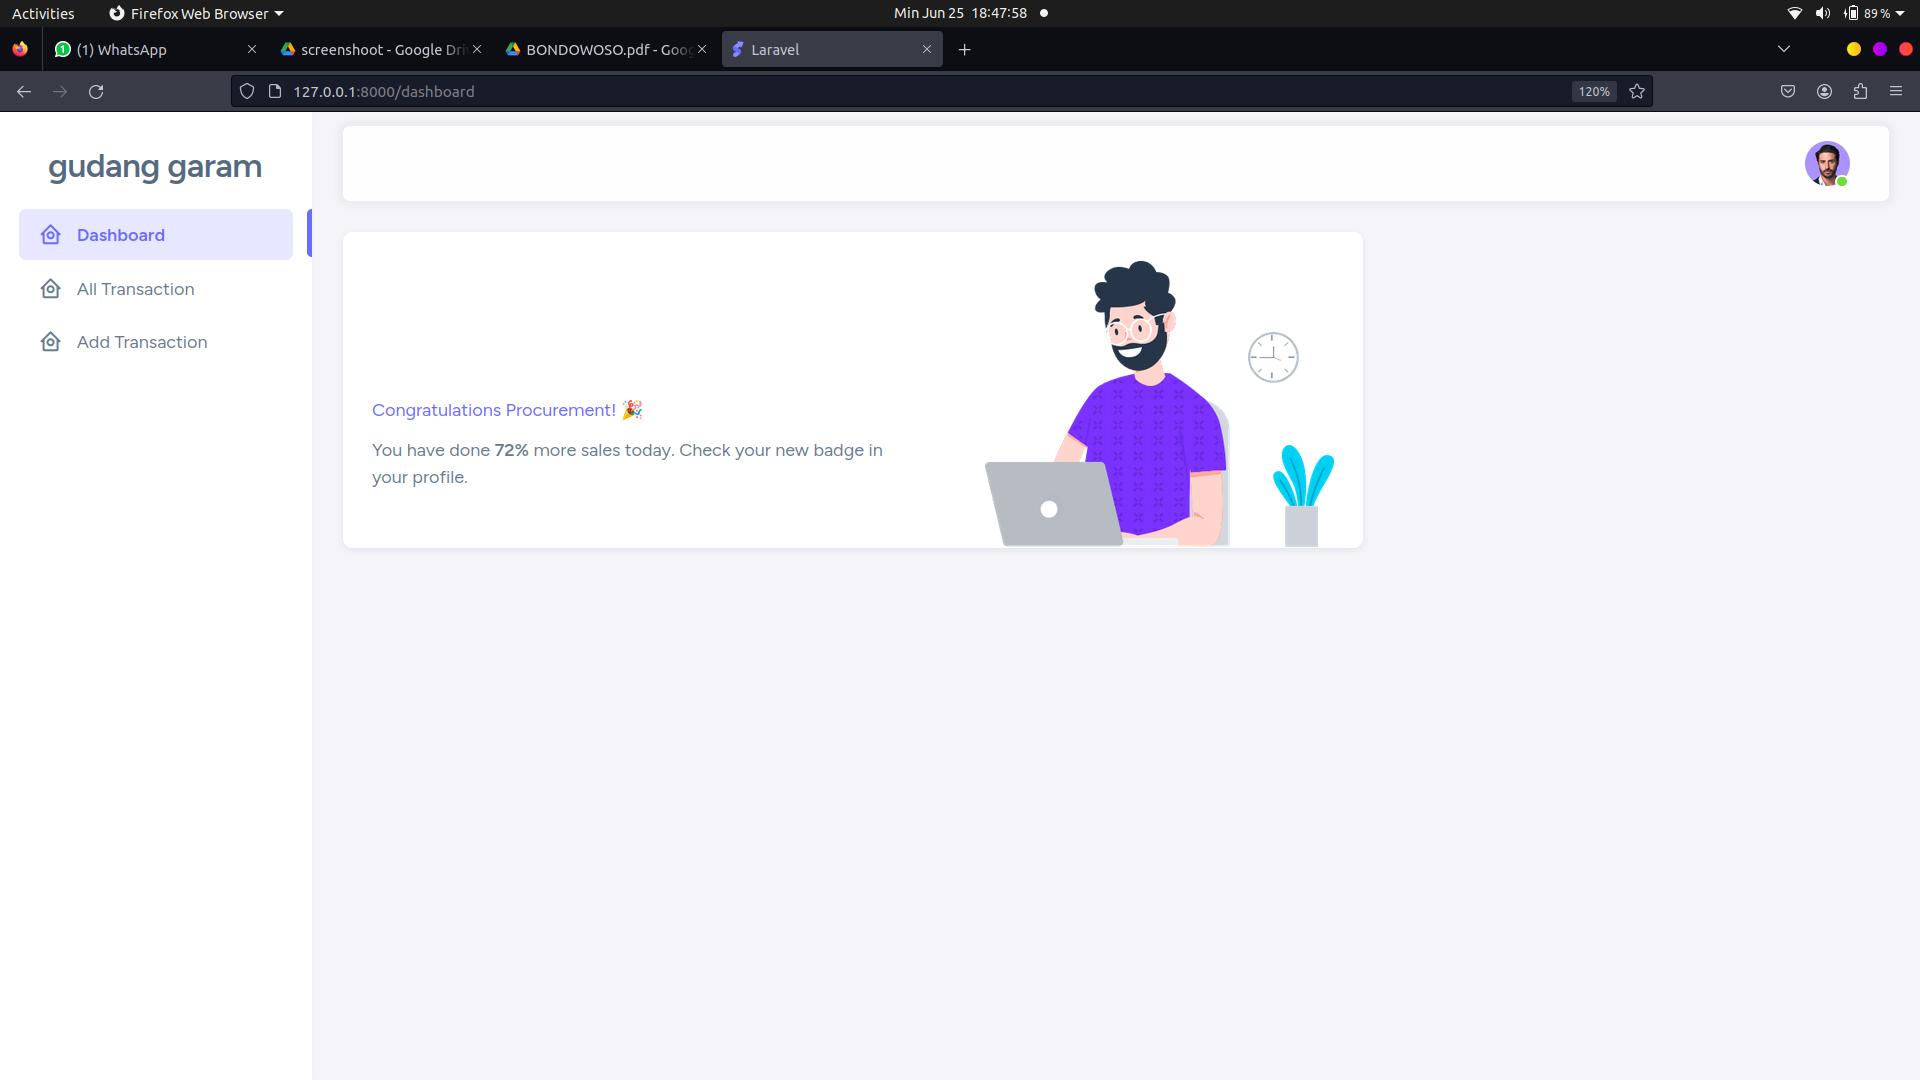 Activities
Firefox Web Browser
Min Jun 25 18:47:58
89 %
1
(1) WhatsApp
screenshoot - Google Dri
BONDOWOSO.pdf - Goog
Laravel
127.0.0.1:8000/dashboard
120%
gudang garam
Dashboard
All Transaction
Add Transaction
Congratulations Procurement! 🎉
You have done 72% more sales today. Check your new badge in
your profile.